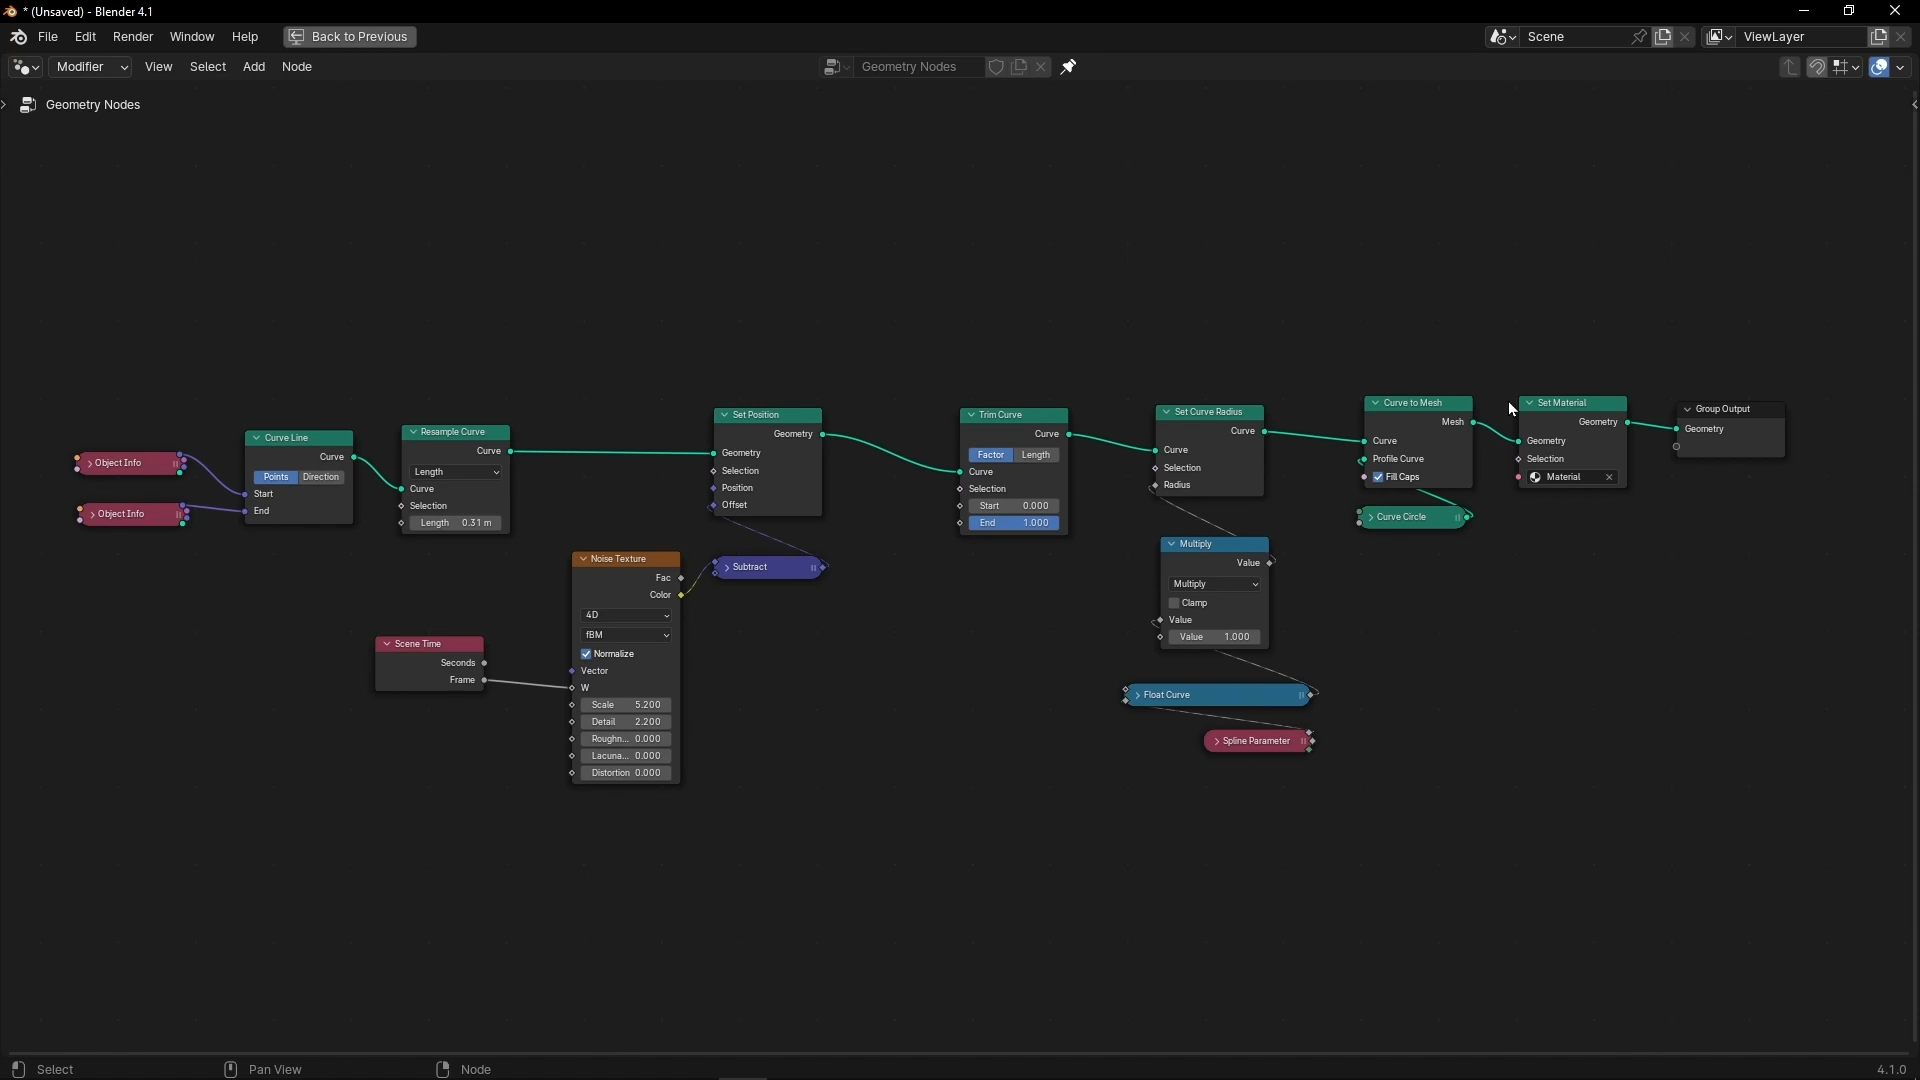 * (Unsaved) - Blender 4.1
File Edit Render Window Help Back to Previous Scene ViewLayer
Modifier View Select Add Node Geometry Nodes
Geometry Nodes
Object Info
Object Info
Curve Line
Curve
Points Direction
Start
End
Resample Curve
Curve
Length
Curve
Selection
Length 0.31 m
Scene Time
Seconds
Frame
Noise Texture
Fac
Color
4D
fBM
Normalize
Vector
W
Scale 5.200
Detail 2.200
Roughn... 0.000
Lacuna... 0.000
Distortion 0.000
Set Position
Geometry
Geometry
Selection
Position
Offset
Subtract
Trim Curve
Curve
Factor Length
Curve
Selection
Start 0.000
End 1.000
Set Curve Radius
Curve
Curve
Selection
Radius
Multiply
Value
Multiply
Clamp
Value
Value 1.000
Float Curve
Spline Parameter
Curve to Mesh
Mesh
Curve
Profile Curve
Fill Caps
Curve Circle
Set Material
Geometry
Geometry
Selection
Material
Group Output
Geometry
Select Pan View Node 4.1.0